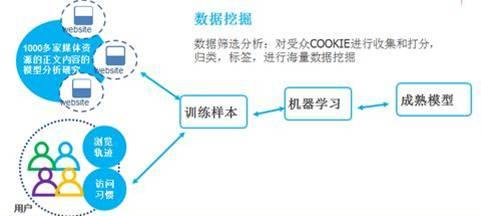 数据挖掘
数据筛选分析：对受众COOKIE进行收集和打分，
归类，标签，进行海量数据挖掘
website
1000多家媒体资
源的正文内容的
模型分析研究
website
website
训练样本
机器学习
成熟模型
浏览
轨迹
访问
习惯
用户